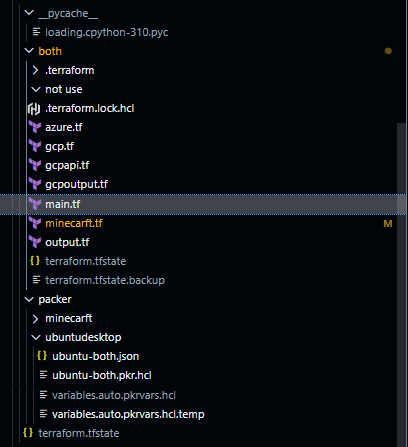 __pycache__
loading.cpython-310.pyc
both
.terraform
not use
.terraform.lock.hcl
azure.tf
gcp.tf
gcpapi.tf
gcpoutput.tf
main.tf
minecarft.tf M
output.tf
terraform.tfstate
terraform.tfstate.backup
packer
minecarft
ubuntudesktop
ubuntu-both.json
ubuntu-both.pkr.hcl
variables.auto.pkrvars.hcl
variables.auto.pkrvars.hcl.temp
terraform.tfstate